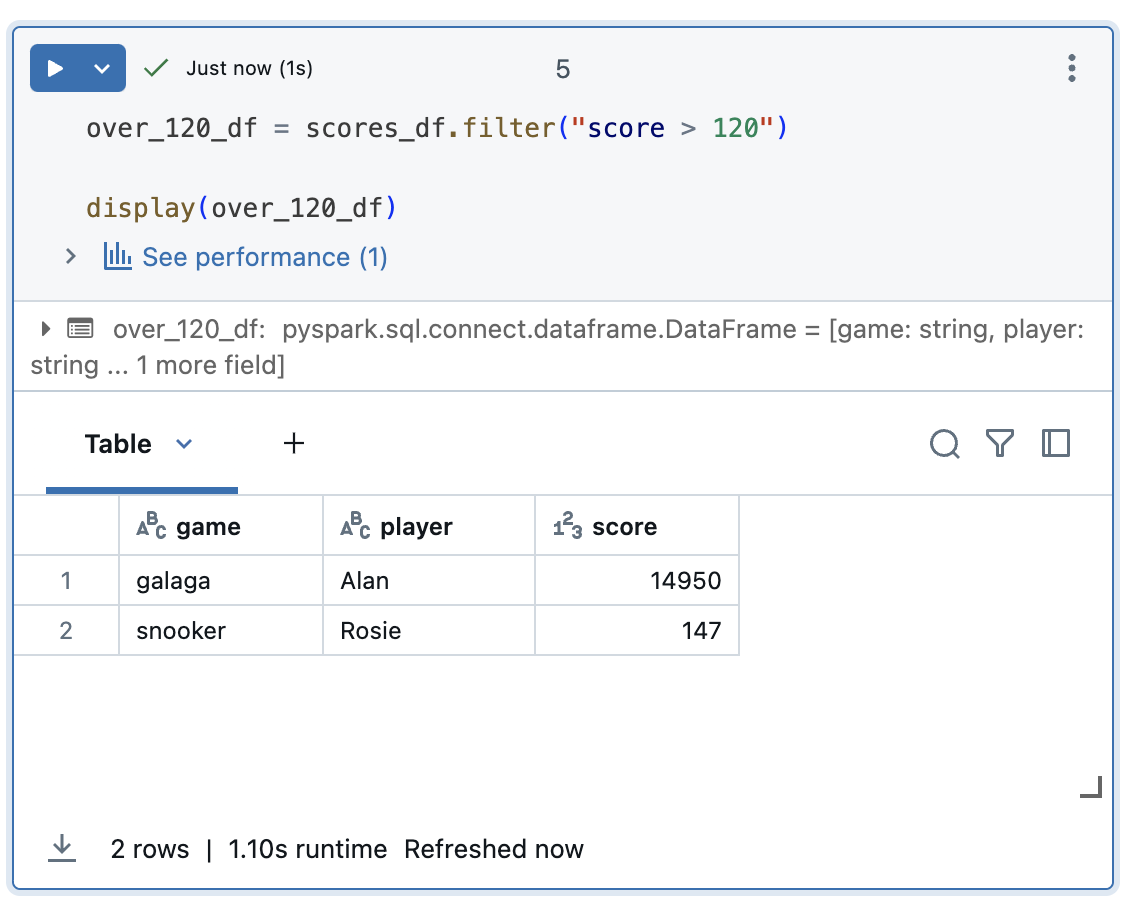 Just now (1s) 5
over_120_df = scores_df.filter("score > 120")
display(over_120_df)
See performance (1)
over_120_df: pyspark.sql.connect.dataframe.DataFrame = [game: string, player:
string ... 1 more field]
Table
ABC game ABC player 123 score
1 galaga Alan 14950
2 snooker Rosie 147
2 rows | 1.10s runtime Refreshed now